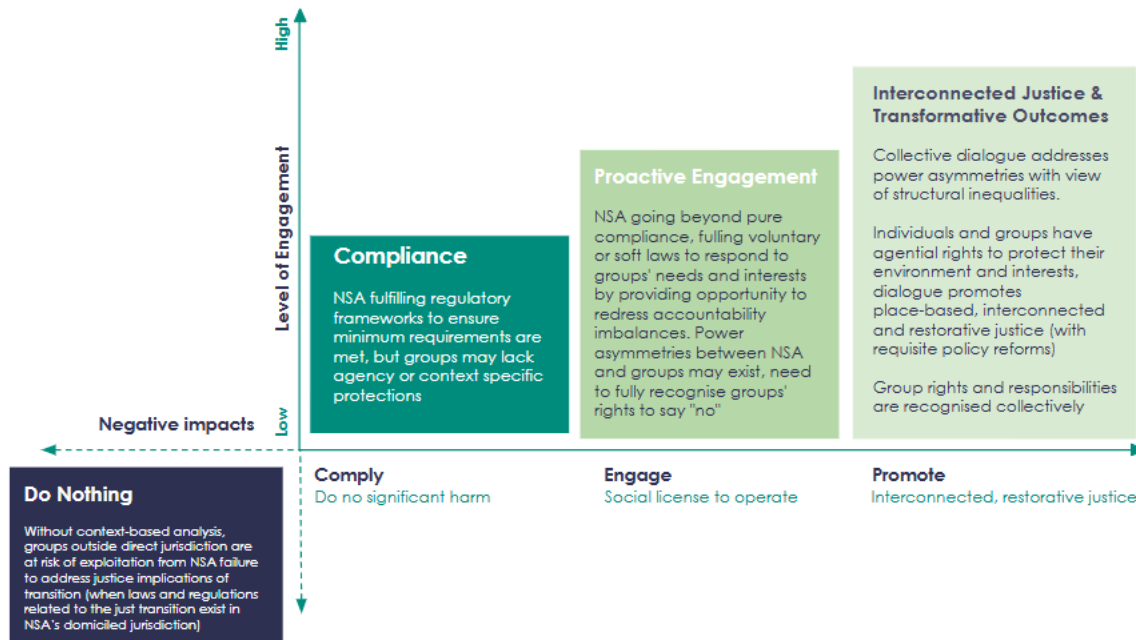 High
Level of Engagement
Low
Negative impacts
Do Nothing
Without context-based analysis,
groups outside direct jurisdiction are
at risk of exploitation from NSA failure
to address justice implications of
transition (when laws and regulations
related to the just transition exist in
NSA's domiciled jurisdiction)
Compliance
NSA fulfilling regulatory
frameworks to ensure
minimum requirements are
met, but groups may lack
agency or context specific
protections
Comply
Do no significant harm
Proactive Engagement
NSA going beyond pure
compliance, fulling voluntary
or soft laws to respond to
groups' needs and interests
by providing opportunity to
redress accountability
imbalances. Power
asymmetries between NSA
and groups may exist, need
to fully recognise groups'
rights to say "no"
Engage
Social license to operate
Interconnected Justice &
Transformative Outcomes
Collective dialogue addresses
power asymmetries with view
of structural inequalities.
Individuals and groups have
agential rights to protect their
environment and interests,
dialogue promotes
place-based, interconnected
and restorative justice (with
requisite policy reforms)
Group rights and responsibilities
are recognised collectively
Promote
Interconnected, restorative justice